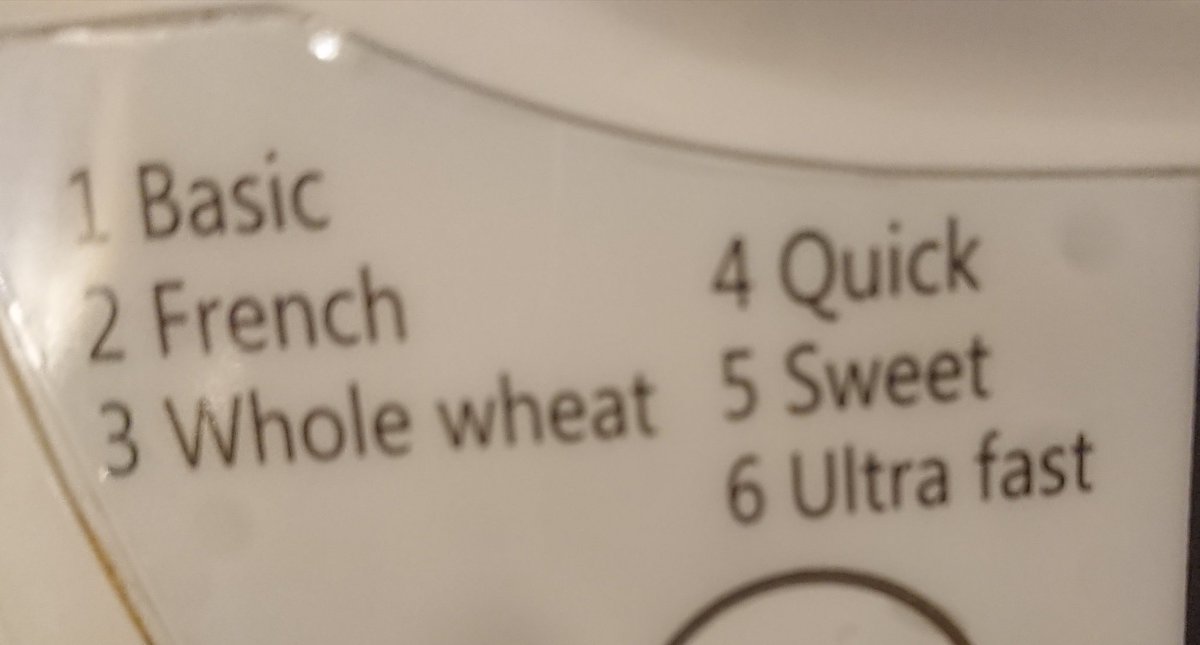 1 Basic
2 French
3 Whole wheat
4 Quick
5 Sweet
6 Ultra fast